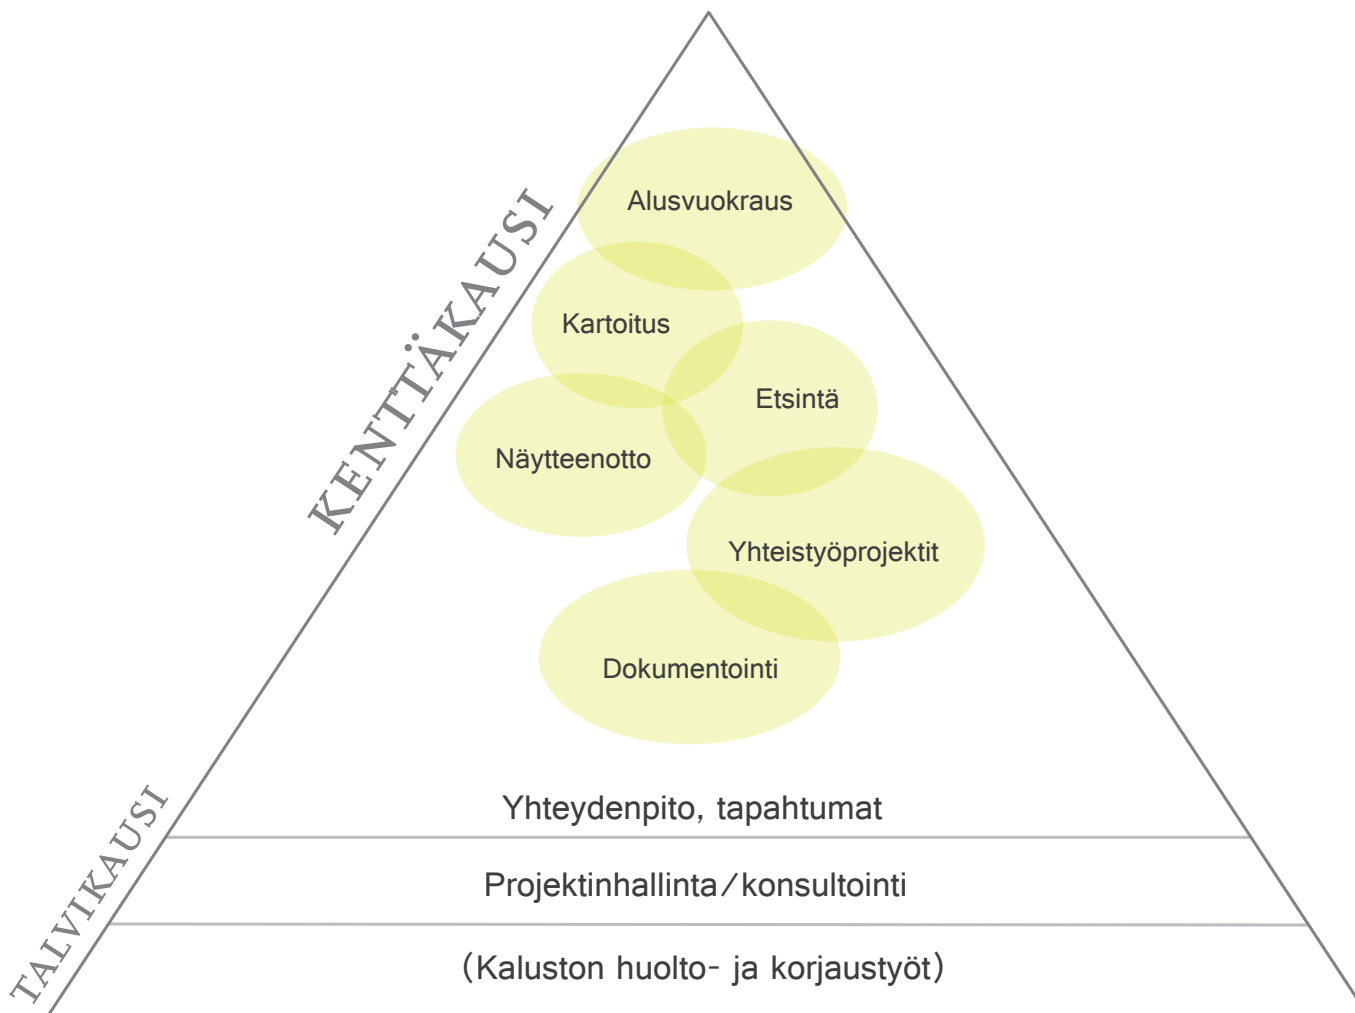 KENTTÄKAUSI
Alusvuokraus
Kartoitus
Etsintä
Näytteenotto
Yhteistyöprojektit
Dokumentointi
TALVIKAUSI
Yhteydenpito, tapahtumat
Projektinhallinta/konsultointi
(Kaluston huolto- ja korjaustyöt)